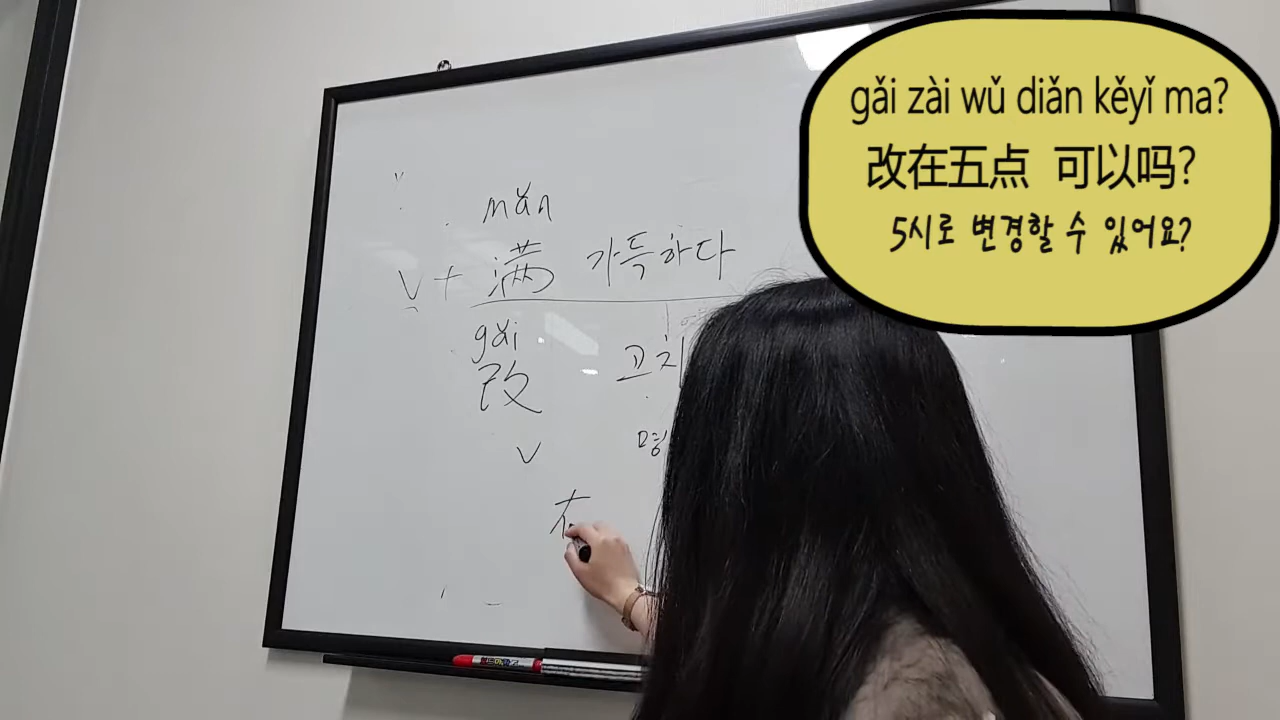 gǎi zài wǔ diǎn kěyǐ ma?
改在五点 可以吗?
5시로 변경할 수 있어요?
mǎn
V + 满 가득하다
gǎi
改 고치
V 명